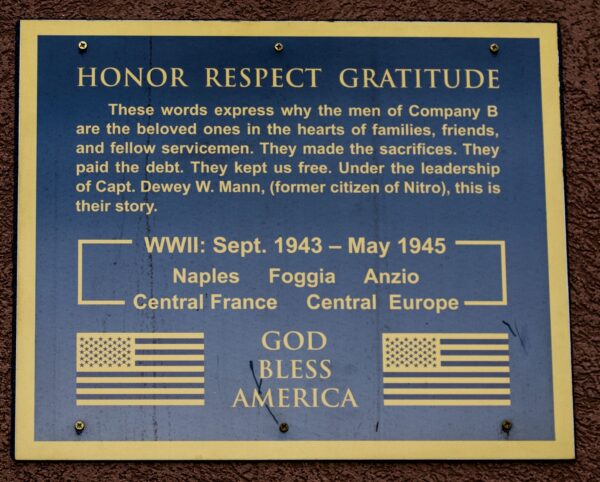 HONOR RESPECT GRATITUDE
These words express why the men of Company B
are the beloved ones in the hearts of families, friends,
and fellow servicemen. They made the sacrifices. They
paid the debt. They kept us free. Under the leadership
of Capt. Dewey W. Mann, (former citizen of Nitro), this is
their story.
WWII: Sept. 1943 – May 1945
Naples Foggia Anzio
Central France Central Europe
GOD
BLESS
AMERICA